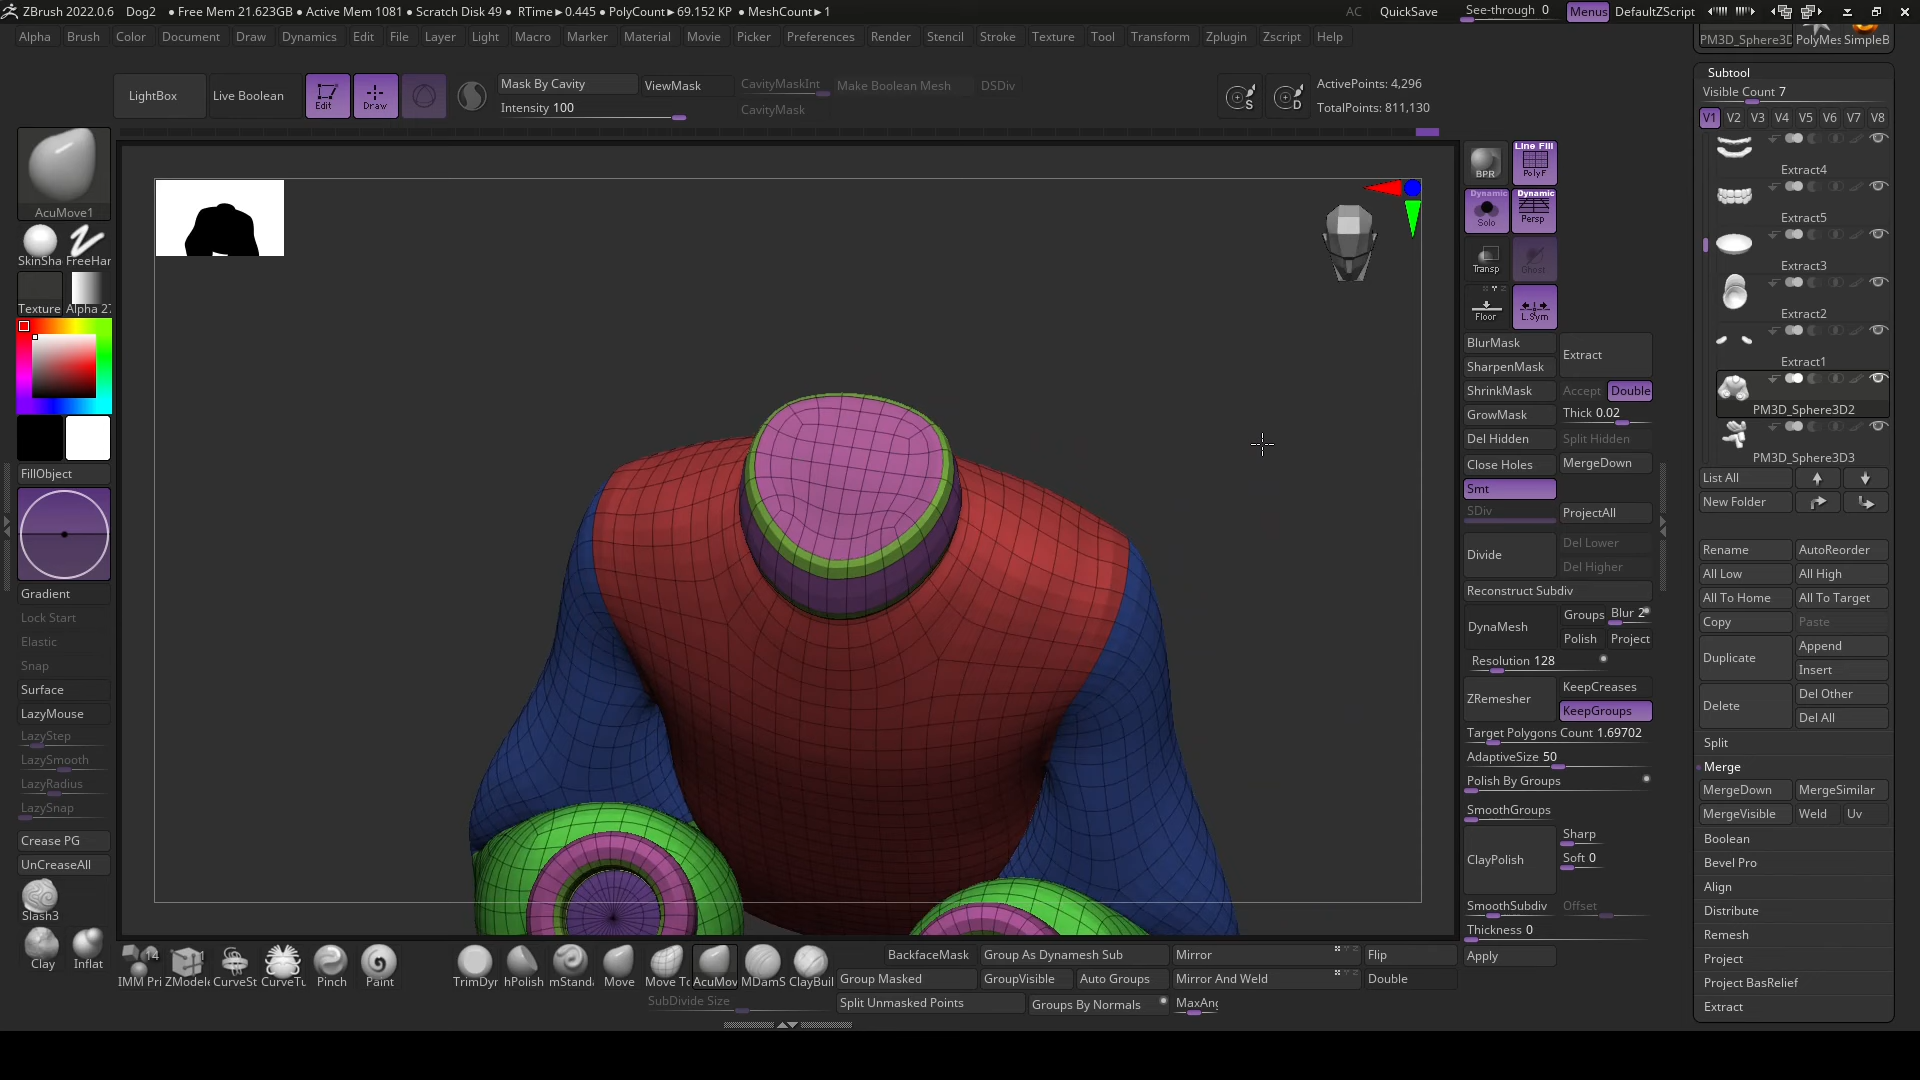 ZBrush 2022.0.6 Dog2 • Free Mem 21.623GB • Active Mem 1081 • Scratch Disk 49 • RTime►0.445 • PolyCount►69.152 KP • MeshCount►1 AC QuickSave See-through 0 Menus DefaultZScript
Alpha Brush Color Document Draw Dynamics Edit File Layer Light Macro Marker Material Movie Picker Preferences Render Stencil Stroke Texture Tool Transform Zplugin Zscript Help
PM3D_Sphere3D PolyMes SimpleB
LightBox Live Boolean Edit Draw
Mask By Cavity ViewMask CavityMaskInt Make Boolean Mesh DSDiv
Intensity 100 CavityMask
S D ActivePoints: 4,296
TotalPoints: 811,130
AcuMove1
SkinSha FreeHar
Texture Alpha 27
FillObject
Gradient
Lock Start
Elastic
Snap
Surface
LazyMouse
LazyStep
LazySmooth
LazyRadius
LazySnap
Crease PG
UnCreaseAll
Slash3
Clay Inflat
BPR Line Fill PolyF
Dynamic Solo Dynamic Persp
Transp Ghost
Floor L.Sym
BlurMask Extract
SharpenMask
ShrinkMask Accept Double
GrowMask Thick 0.02
Del Hidden Split Hidden
Close Holes MergeDown
Smt
SDiv ProjectAll
Divide Del Lower
Del Higher
Reconstruct Subdiv
DynaMesh Groups Blur 2
Polish Project
Resolution 128
ZRemesher KeepCreases
KeepGroups
Target Polygons Count 1.69702
AdaptiveSize 50
Polish By Groups
SmoothGroups
ClayPolish Sharp
Soft 0
SmoothSubdiv Offset
Thickness 0
Apply
Subtool
Visible Count 7
V1 V2 V3 V4 V5 V6 V7 V8
Extract4
Extract5
Extract3
Extract2
Extract1
PM3D_Sphere3D2
PM3D_Sphere3D3
List All
New Folder
Rename AutoReorder
All Low All High
All To Home All To Target
Copy Paste
Duplicate Append
Insert
Delete Del Other
Del All
Split
Merge
MergeDown MergeSimilar
MergeVisible Weld Uv
Boolean
Bevel Pro
Align
Distribute
Remesh
Project
Project BasRelief
Extract
14
IMM Pri ZModele CurveSt CurveTu Pinch Paint TrimDyr hPolish mStand Move Move To AcuMov MDamS ClayBuil
SubDivide Size
BackfaceMask Group As Dynamesh Sub Mirror Flip
Group Masked GroupVisible Auto Groups Mirror And Weld Double
Split Unmasked Points Groups By Normals MaxAng